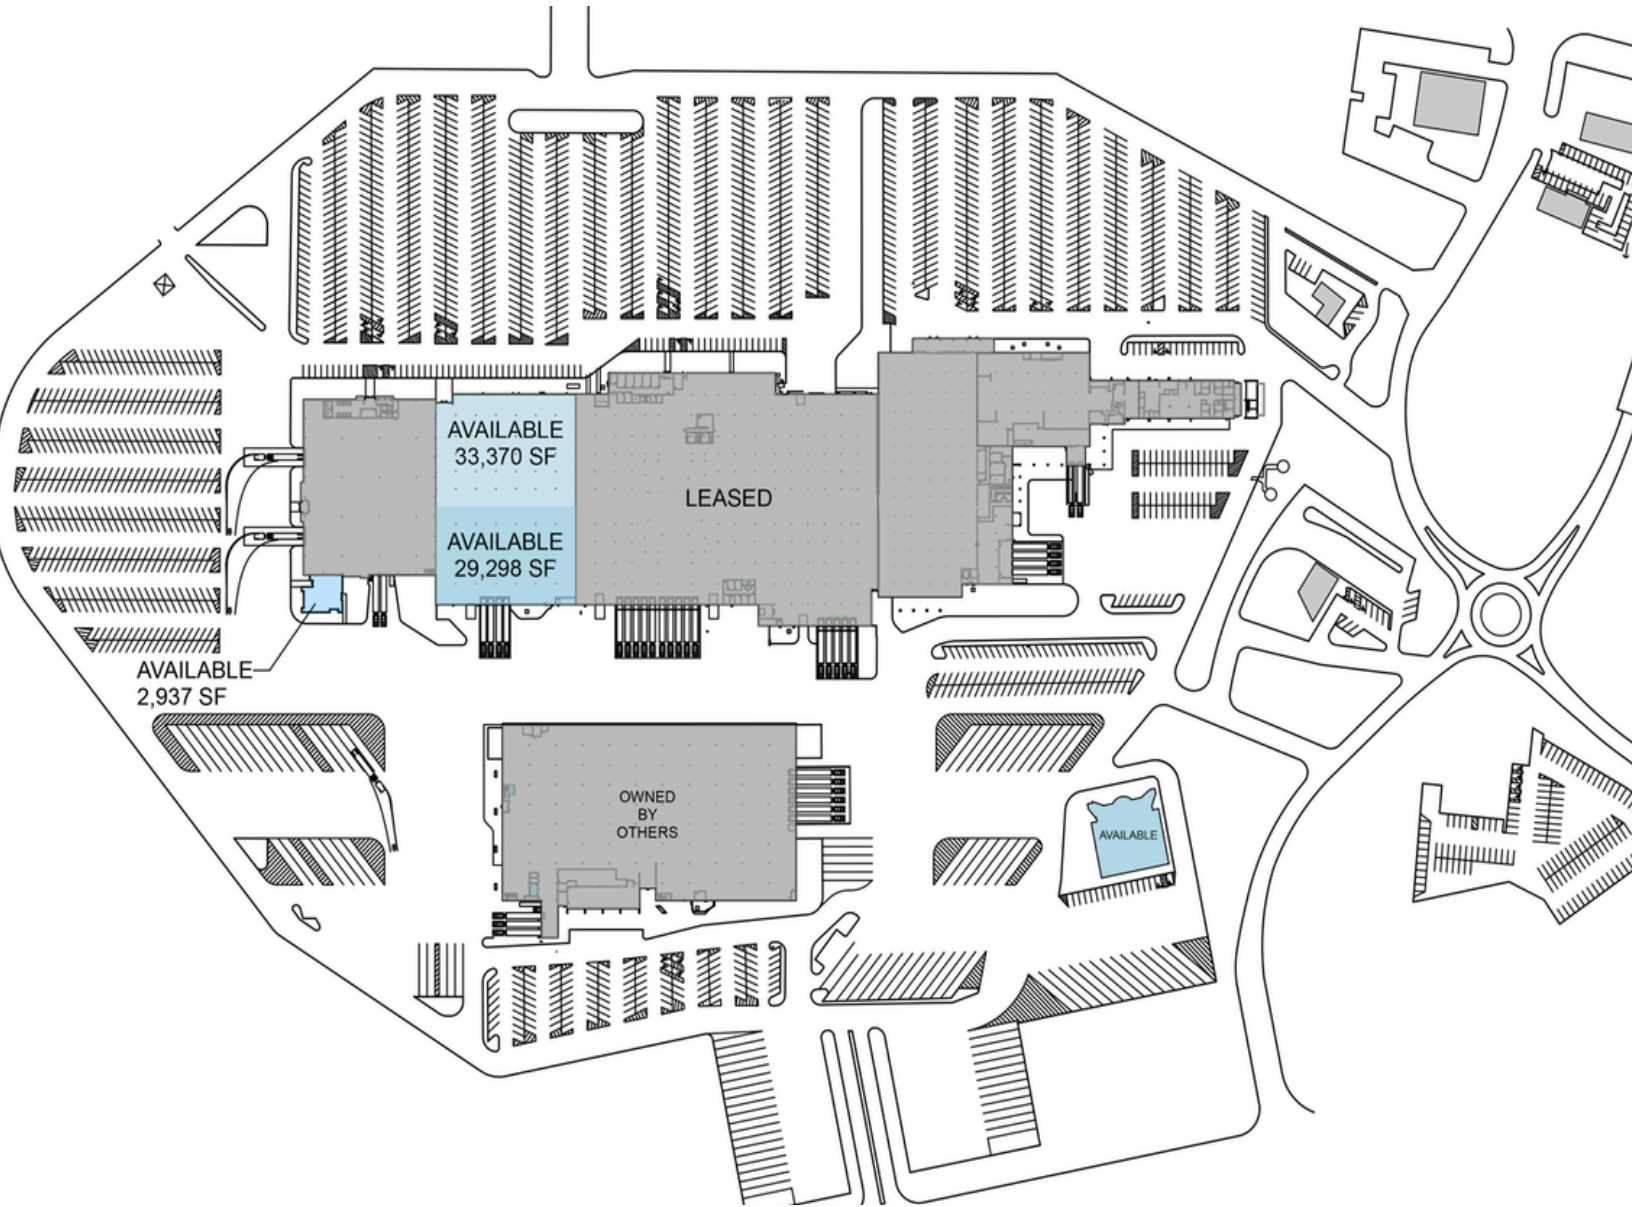 AVAILABLE
33,370 SF
LEASED
AVAILABLE
29,298 SF
AVAILABLE
2,937 SF
OWNED
BY
OTHERS
AVAILABLE